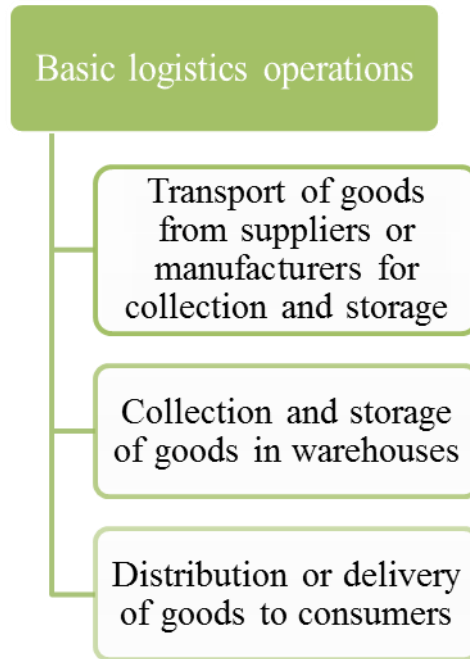 Basic logistics operations
Transport of goods
from suppliers or
manufacturers for
collection and storage
Collection and storage
of goods in warehouses
Distribution or delivery
of goods to consumers